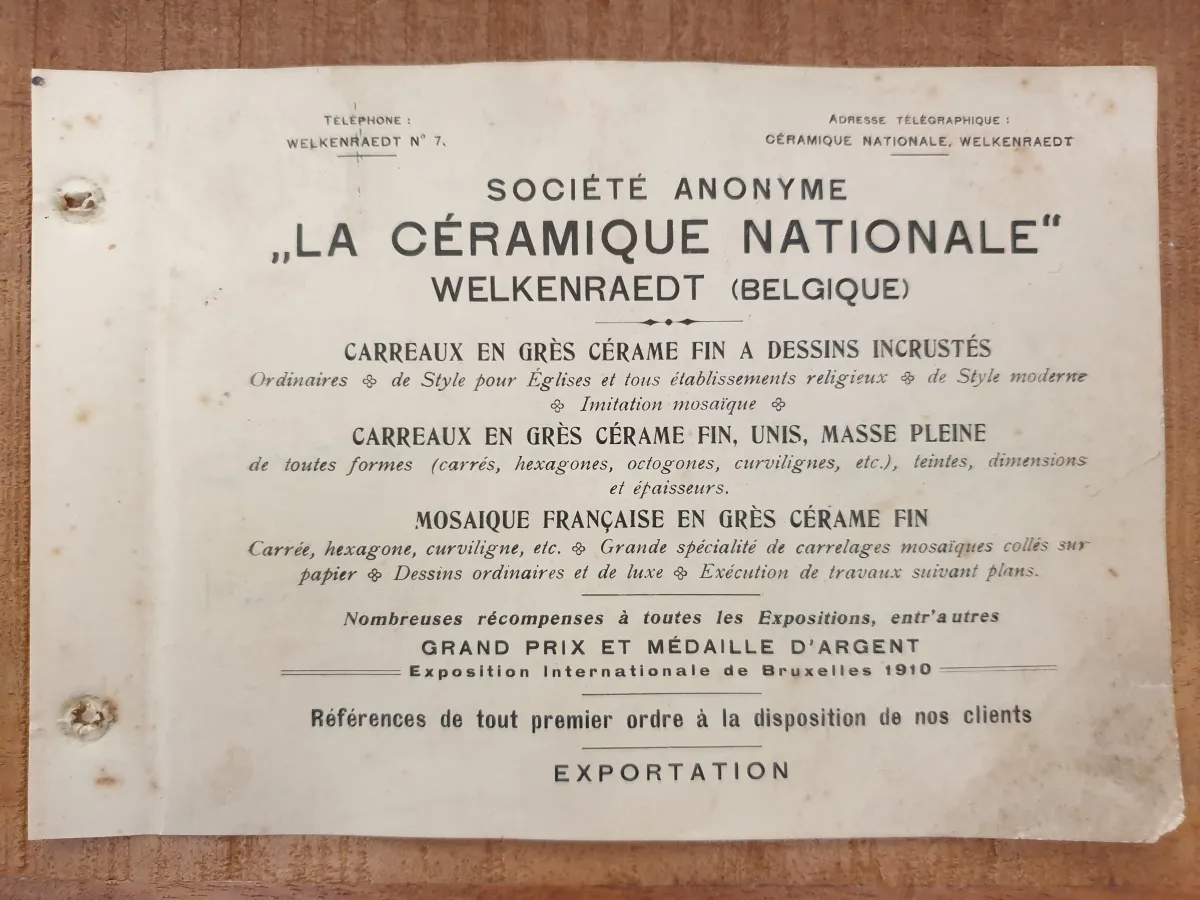 TÉLÉPHONE :
WELKENRAEDT N° 7.
ADRESSE TÉLÉGRAPHIQUE :
CÉRAMIQUE NATIONALE, WELKENRAEDT
SOCIÉTÉ ANONYME
„LA CÉRAMIQUE NATIONALE“
WELKENRAEDT (BELGIQUE)
CARREAUX EN GRÈS CÉRAME FIN A DESSINS INCRUSTÉS
Ordinaires de Style pour Églises et tous établissements religieux de Style moderne
Imitation mosaïque
CARREAUX EN GRÈS CÉRAME FIN, UNIS, MASSE PLEINE
de toutes formes (carrés, hexagones, octogones, curvilignes, etc.), teintes, dimensions
et épaisseurs.
MOSAIQUE FRANÇAISE EN GRÈS CÉRAME FIN
Carrée, hexagone, curviligne, etc. Grande spécialité de carrelages mosaïques collés sur
papier Dessins ordinaires et de luxe Exécution de travaux suivant plans.
Nombreuses récompenses à toutes les Expositions, entr'autres
GRAND PRIX ET MÉDAILLE D'ARGENT
Exposition Internationale de Bruxelles 1910
Références de tout premier ordre à la disposition de nos clients
EXPORTATION